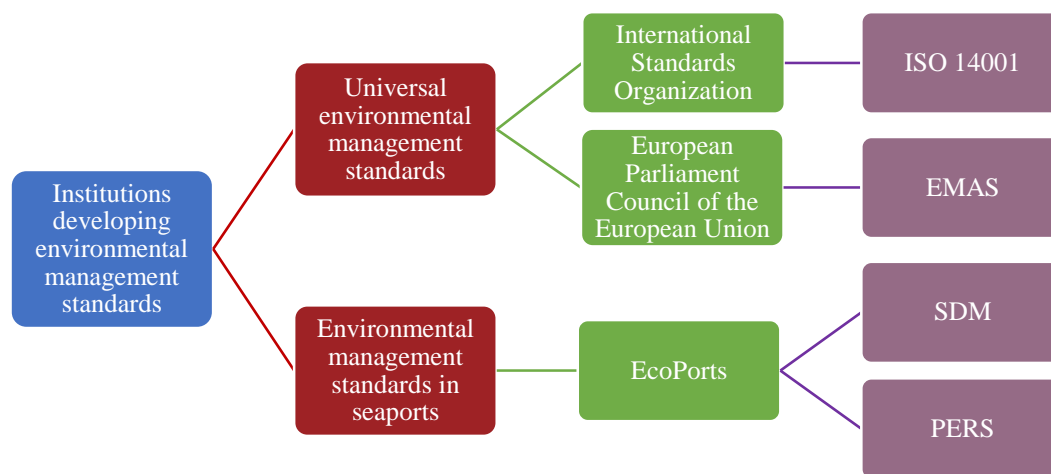 Institutions
developing
environmental
management
standards
Universal
environmental
management
standards
International
Standards
Organization
ISO 14001
European
Parliament
Council of the
European Union
EMAS
Environmental
management
standards in
seaports
EcoPorts
SDM
PERS